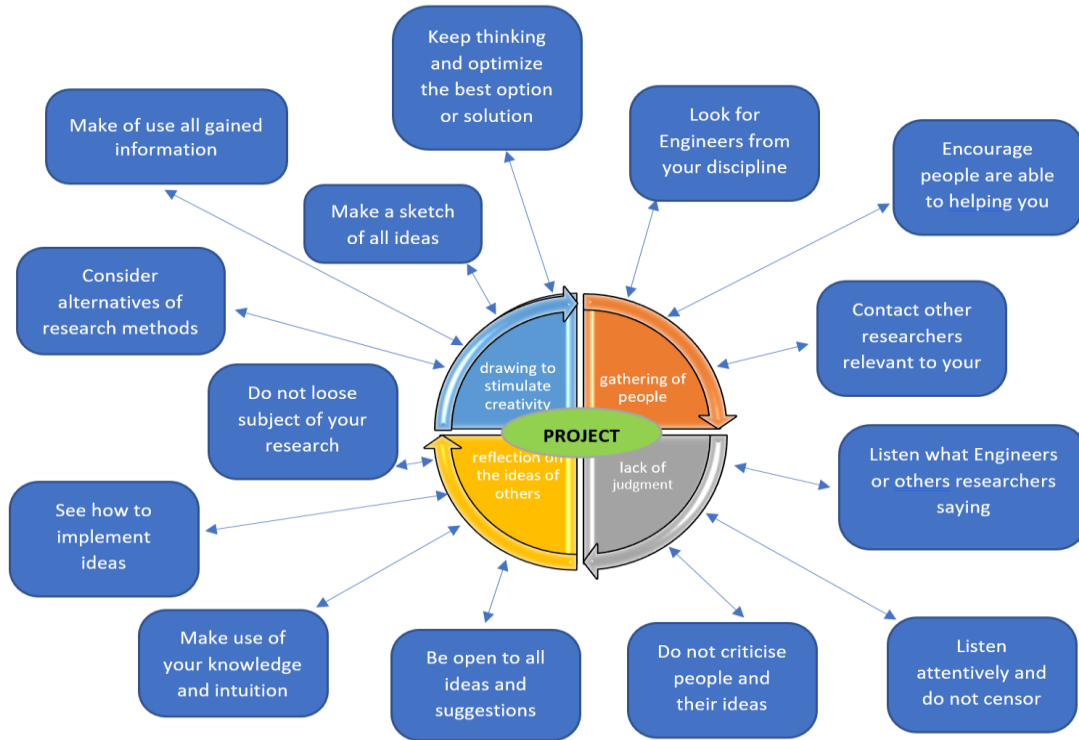 Keep thinking
and optimize
the best option
or solution
Look for
Engineers from
your discipline
Make of use all gained
information
Encourage
people are able
to helping you
Make a sketch
of all ideas
Consider
alternatives of
research methods
Contact other
researchers
relevant to your
drawing to
stimulate
creativity
gathering of
people
Do not loose
subject of your
research
PROJECT
reflection on
the ideas of
others
lack of
judgment
Listen what Engineers
or others researchers
saying
See how to
implement
ideas
Make use of
your knowledge
and intuition
Be open to all
ideas and
suggestions
Do not criticise
people and
their ideas
Listen
attentively and
do not censor